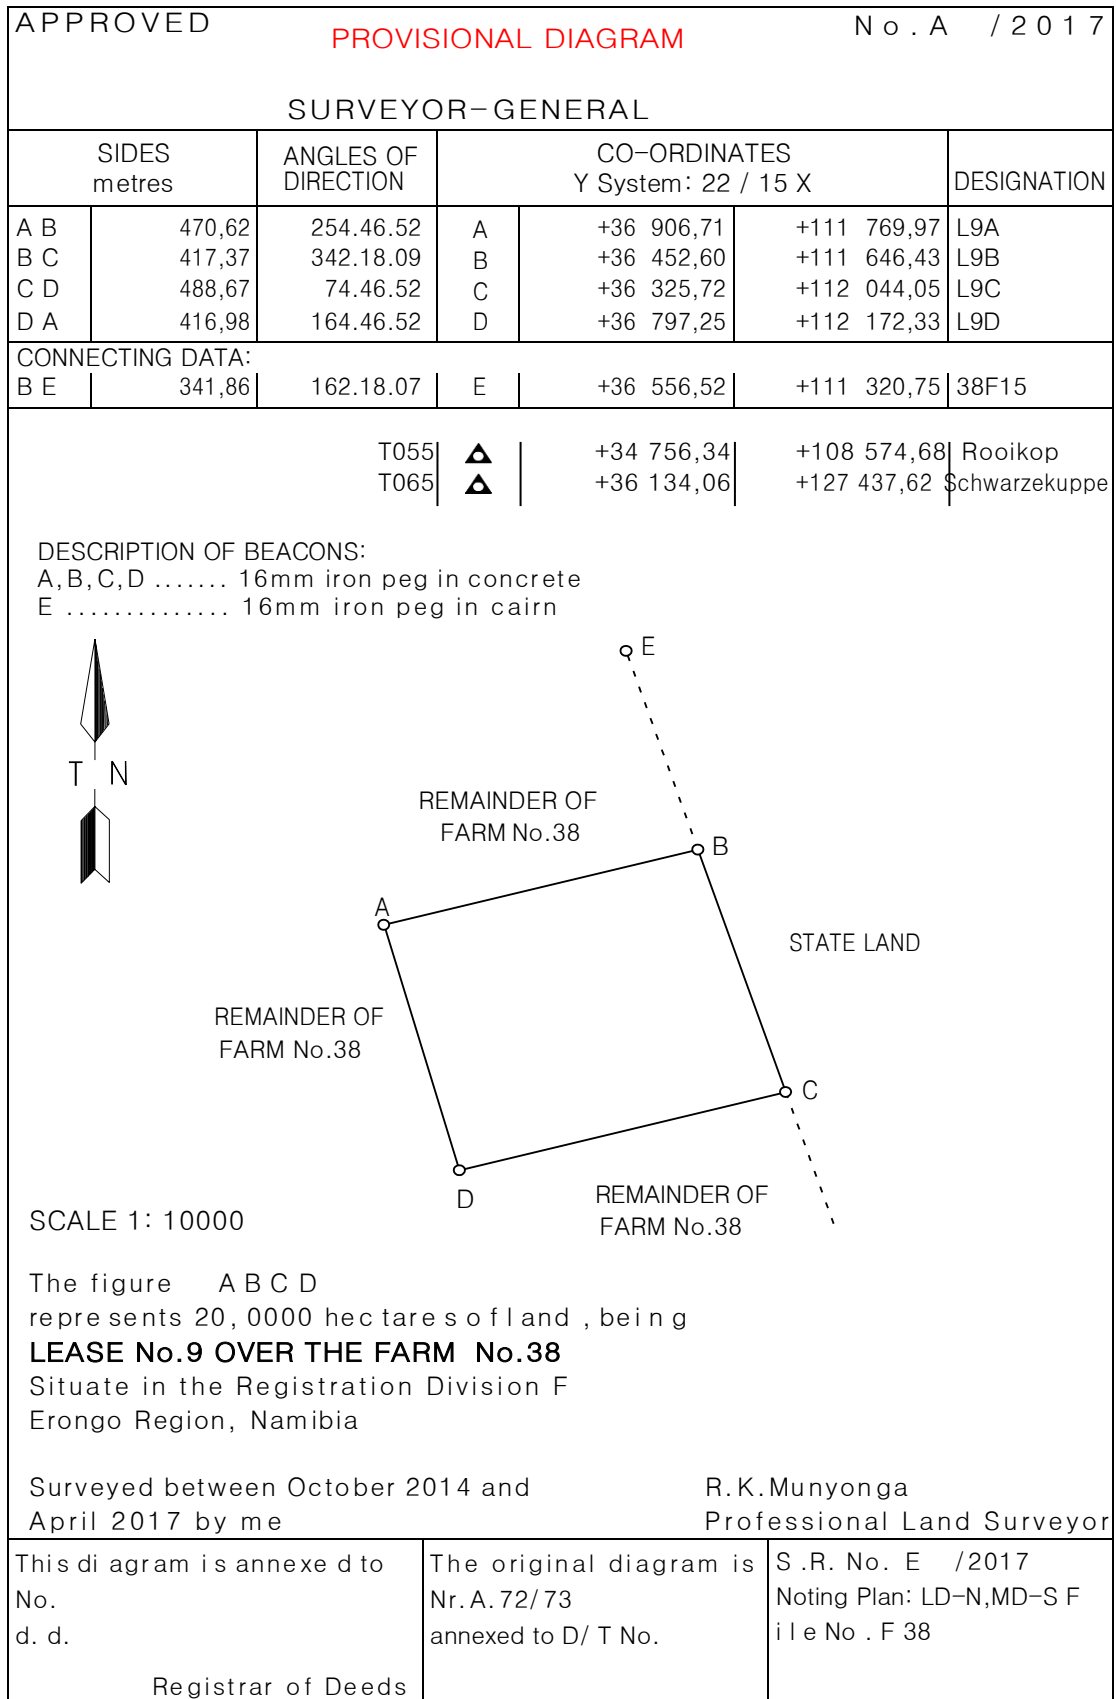 APPROVED
PROVISIONAL DIAGRAM
No.A /2017
SURVEYOR-GENERAL
SIDES metres ANGLES OF DIRECTION CO-ORDINATES Y System: 22 / 15 X DESIGNATION
A B 470,62 254.46.52 A +36 906,71 +111 769,97 L9A
B C 417,37 342.18.09 B +36 452,60 +111 646,43 L9B
C D 488,67 74.46.52 C +36 325,72 +112 044,05 L9C
D A 416,98 164.46.52 D +36 797,25 +112 172,33 L9D
CONNECTING DATA:
B E 341,86 162.18.07 E +36 556,52 +111 320,75 38F15
T055 +34 756,34 +108 574,68 Rooikop
T065 +36 134,06 +127 437,62 Schwarzekuppe
DESCRIPTION OF BEACONS:
A,B,C,D ....... 16mm iron peg in concrete
E .............. 16mm iron peg in cairn
E
T N
REMAINDER OF
FARM No.38
B
A
STATE LAND
REMAINDER OF
FARM No.38
C
D
REMAINDER OF
FARM No.38
SCALE 1: 10000
The figure A B C D
represents 20,0000 hectares of land, being
LEASE No.9 OVER THE FARM No.38
Situate in the Registration Division F
Erongo Region, Namibia
Surveyed between October 2014 and
April 2017 by me
R.K.Munyonga
Professional Land Surveyor
This diagram is annexed to
No.
d. d.
Registrar of Deeds
The original diagram is
Nr.A.72/73
annexed to D/T No.
S.R. No. E /2017
Noting Plan: LD-N,MD-S F
ile No. F 38